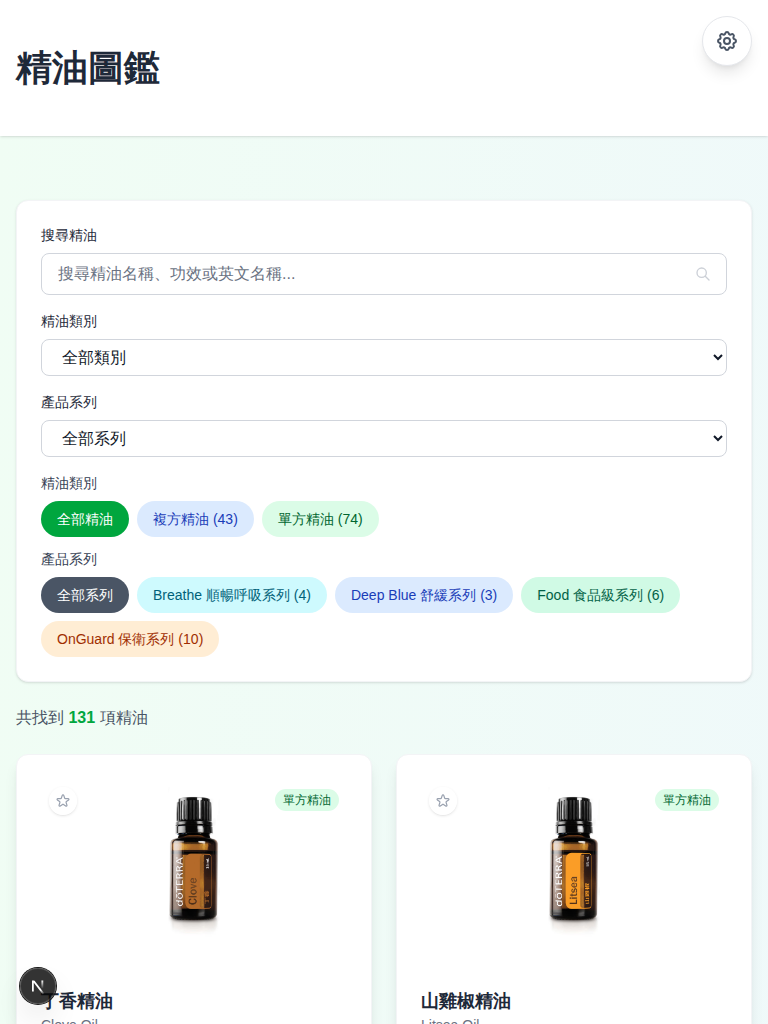 精油圖鑑
搜尋精油
搜尋精油名稱、功效或英文名稱...
精油類別
全部類別
產品系列
全部系列
精油類別
全部精油 複方精油 (43) 單方精油 (74)
產品系列
全部系列 Breathe 順暢呼吸系列 (4) Deep Blue 舒緩系列 (3) Food 食品級系列 (6)
OnGuard 保衛系列 (10)
共找到 131 項精油
單方精油
dōTERRA
Clove
單方精油
dōTERRA
Litsea
N
丁香精油
Clove Oil
山雞椒精油
Litsea Oil